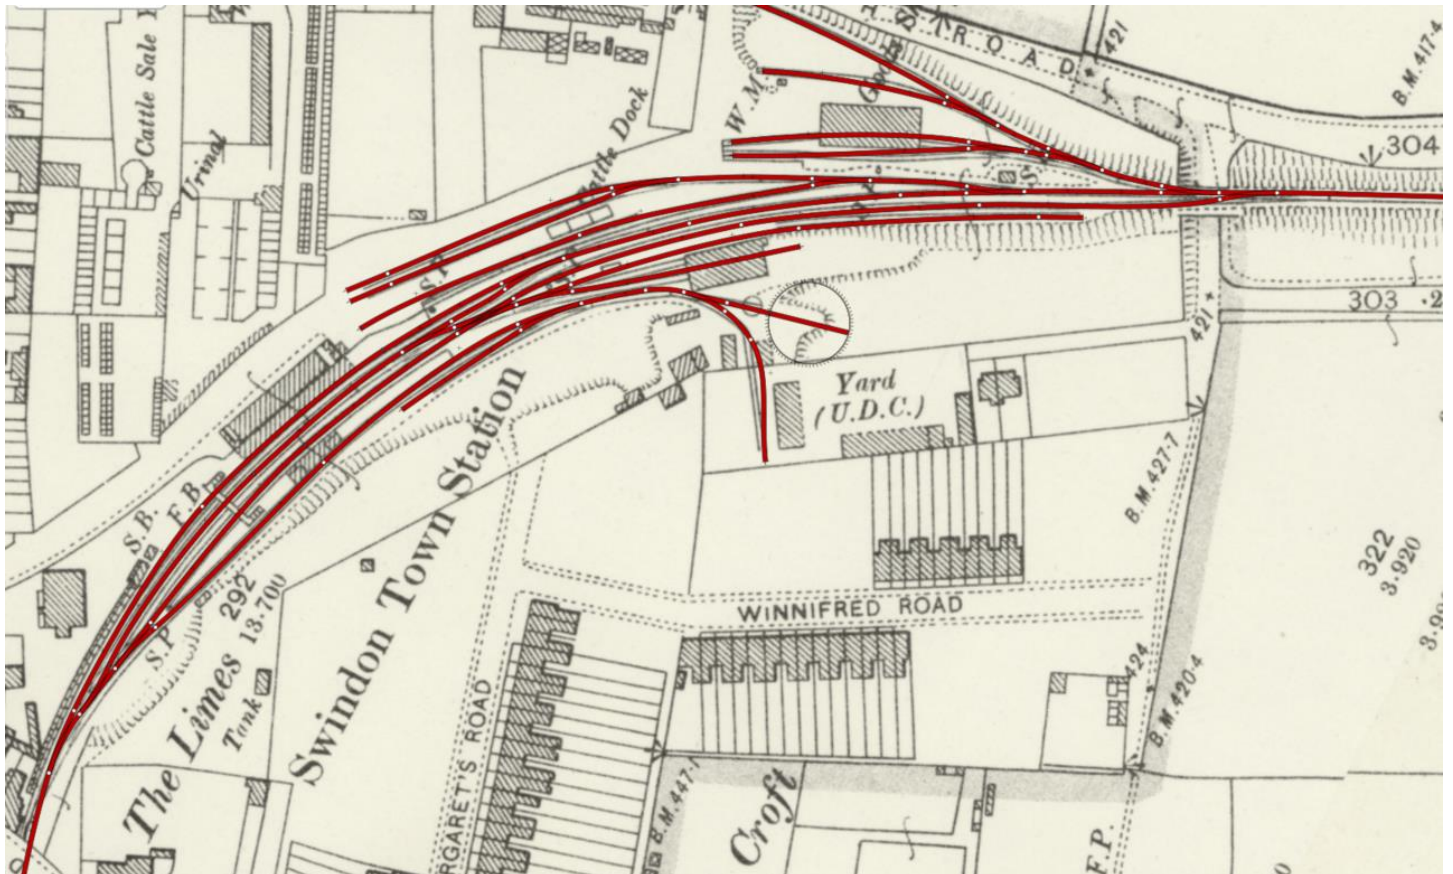 Cattle Sale
Urinal
Cattle Dock
W.M.
ROAD
421
B.M.417·4
304
303
S.P.
421
Yard
(U.D.C.)
B.M.427·7
322
3·920
S.B.
F.B.
292
13·700
S.P.
The Limes
Tank
Swindon Town Station
WINNIFRED ROAD
RGARET'S ROAD
424
B.M.420·4
B.M.447·1
Croft
F.P.